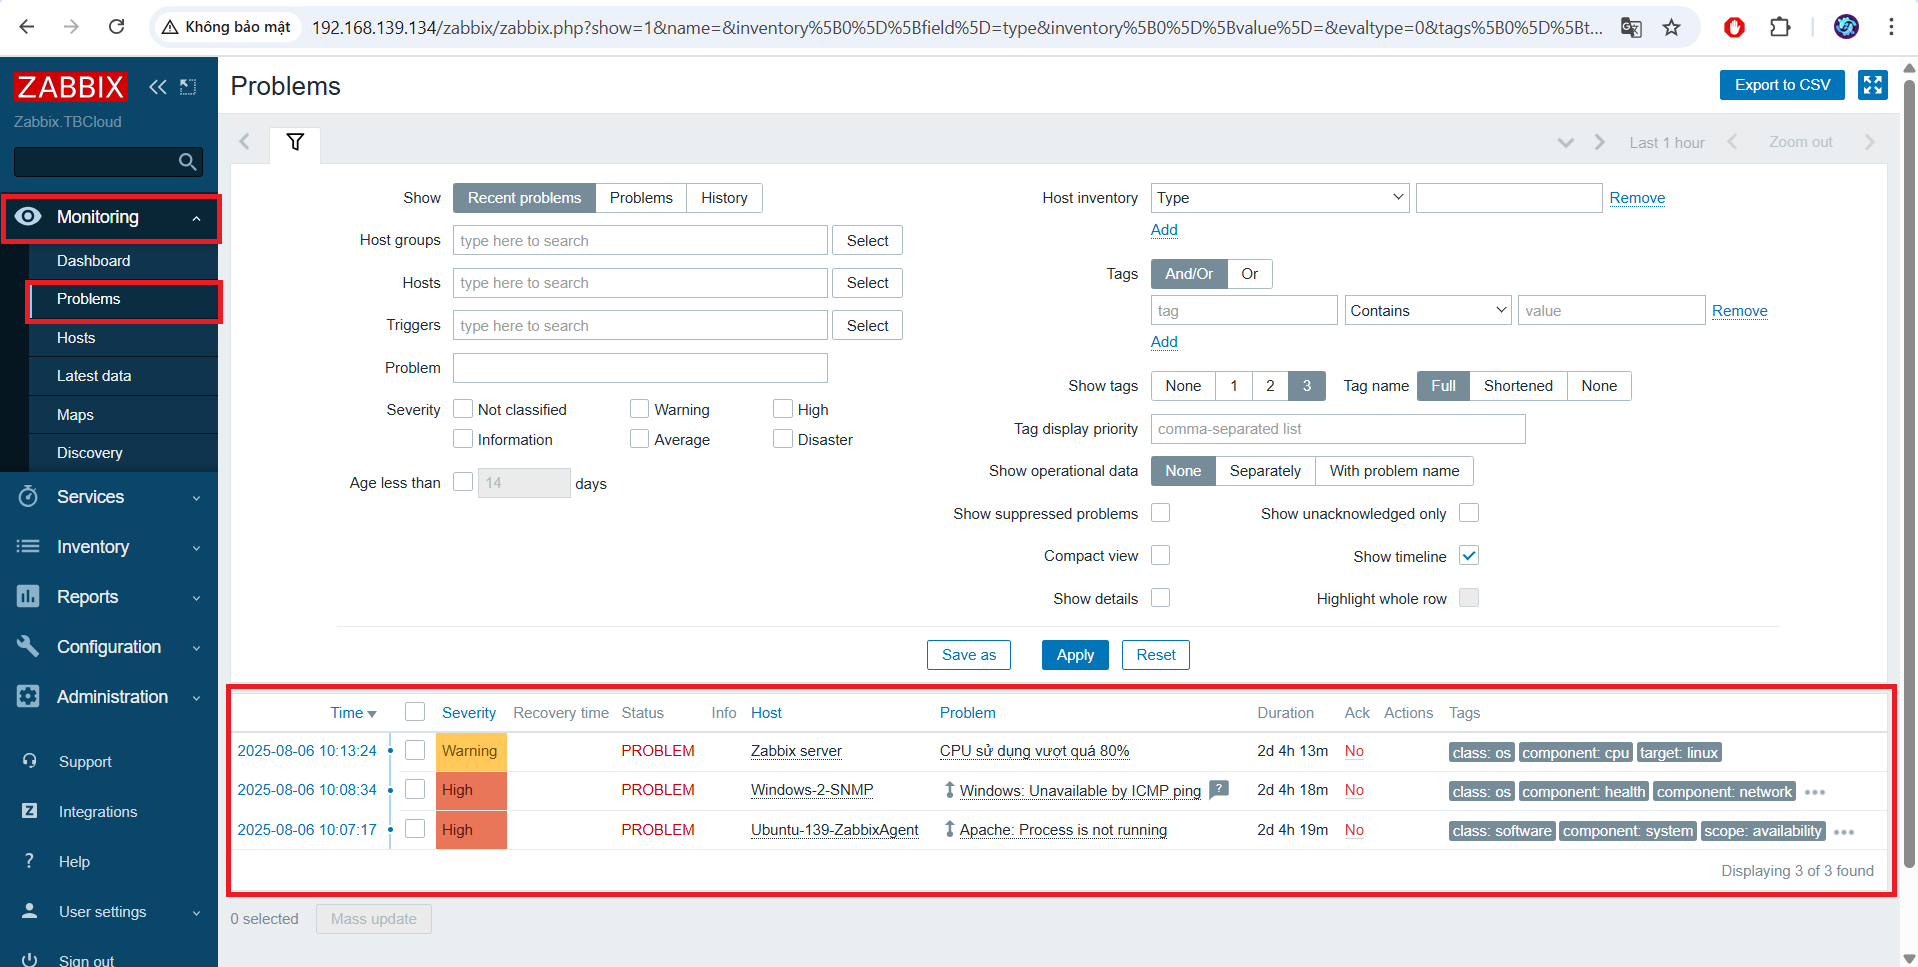 Không bảo mật
192.168.139.134/zabbix/zabbix.php?show=1&name=&inventory%5B0%5D%5Bfield%5D=type&inventory%5B0%5D%5Bvalue%5D=&evaltype=0&tags%5B0%5D%5Bt...
ZABBIX
Zabbix.TBCloud
Monitoring
Dashboard
Problems
Hosts
Latest data
Maps
Discovery
Services
Inventory
Reports
Configuration
Administration
Support
Z Integrations
? Help
User settings
Sign out
Problems
Export to CSV
Last 1 hour
Zoom out
Show Recent problems Problems History
Host groups type here to search Select
Hosts type here to search Select
Triggers type here to search Select
Problem
Severity Not classified Warning High
Information Average Disaster
Age less than 14 days
Host inventory Type Remove
Add
Tags And/Or Or
tag Contains value Remove
Add
Show tags None 1 2 3 Tag name Full Shortened None
Tag display priority comma-separated list
Show operational data None Separately With problem name
Show suppressed problems Show unacknowledged only
Compact view Show timeline
Show details Highlight whole row
Save as Apply Reset
Time Severity Recovery time Status Info Host Problem Duration Ack Actions Tags
2025-08-06 10:13:24 Warning PROBLEM Zabbix server CPU sử dụng vượt quá 80% 2d 4h 13m No class: os component: cpu target: linux
2025-08-06 10:08:34 High PROBLEM Windows-2-SNMP Windows: Unavailable by ICMP ping ? 2d 4h 18m No class: os component: health component: network •••
2025-08-06 10:07:17 High PROBLEM Ubuntu-139-ZabbixAgent Apache: Process is not running 2d 4h 19m No class: software component: system scope: availability •••
Displaying 3 of 3 found
0 selected Mass update